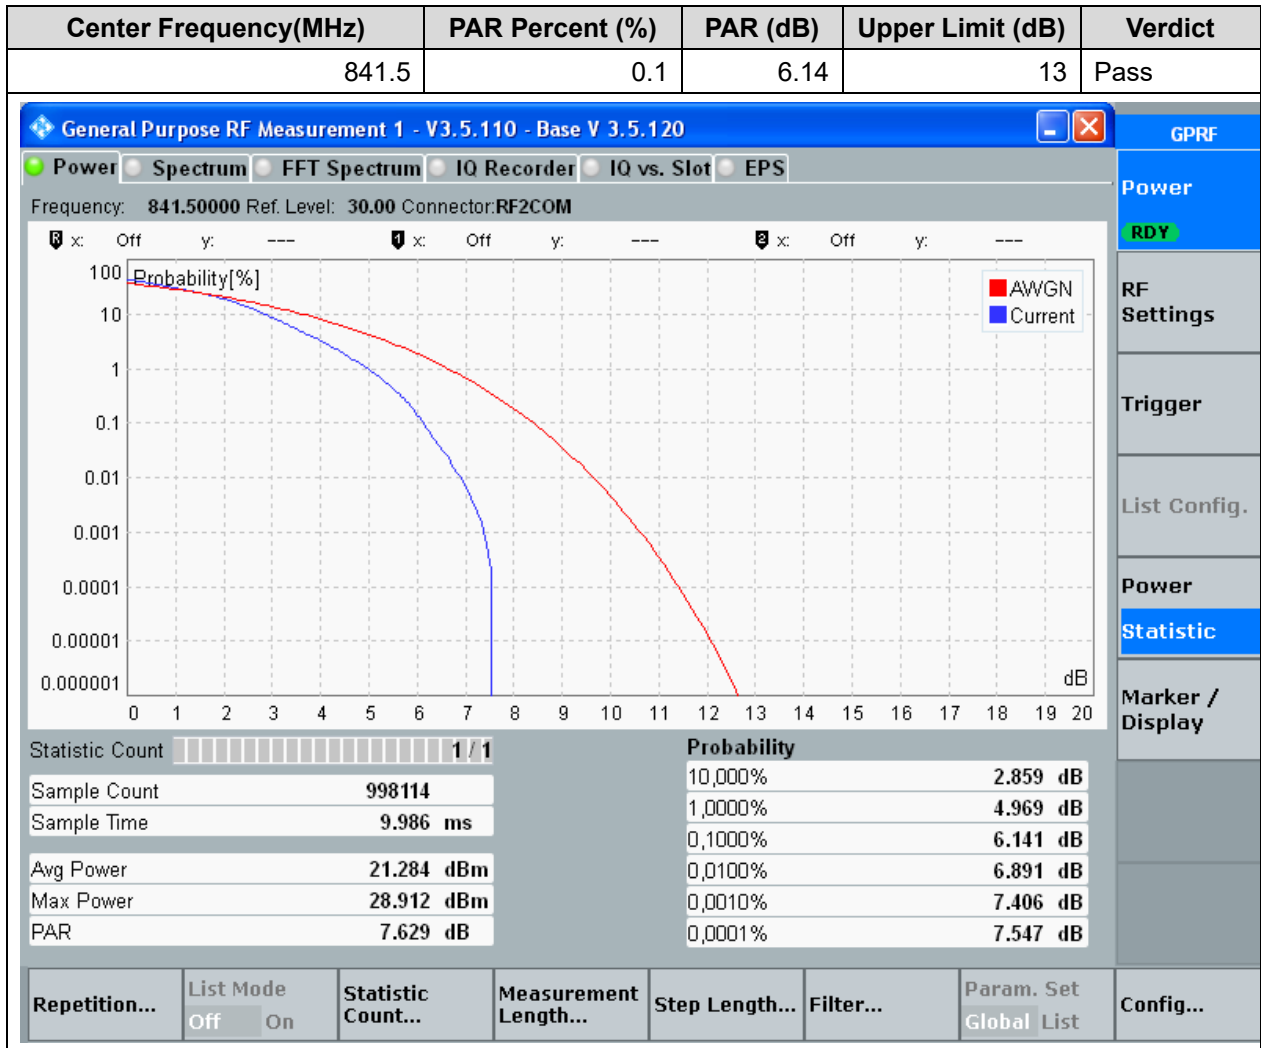 Center Frequency(MHz) PAR Percent (%) PAR (dB) Upper Limit (dB) Verdict
841.5 0.1 6.14 13 Pass
General Purpose RF Measurement 1 - V3.5.110 - Base V 3.5.120
GPRF
Power Spectrum FFT Spectrum IQ Recorder IQ vs. Slot EPS
Power
RDY
Frequency: 841.50000 Ref. Level: 30.00 Connector:RF2COM
R x: Off y: --- 1 x: Off y: --- 2 x: Off y: ---
Probability[%]
AWGN
Current
100
10
1
0.1
0.01
0.001
0.0001
0.00001
0.000001
dB
0 1 2 3 4 5 6 7 8 9 10 11 12 13 14 15 16 17 18 19 20
RF
Settings
Trigger
List Config.
Power
Statistic
Marker /
Display
Statistic Count 1 / 1
Sample Count 998114
Sample Time 9.986 ms
Avg Power 21.284 dBm
Max Power 28.912 dBm
PAR 7.629 dB
Probability
10,000% 2.859 dB
1,0000% 4.969 dB
0,1000% 6.141 dB
0,0100% 6.891 dB
0,0010% 7.406 dB
0,0001% 7.547 dB
Repetition...
List Mode
Off On
Statistic
Count...
Measurement
Length...
Step Length...
Filter...
Param. Set
Global List
Config...